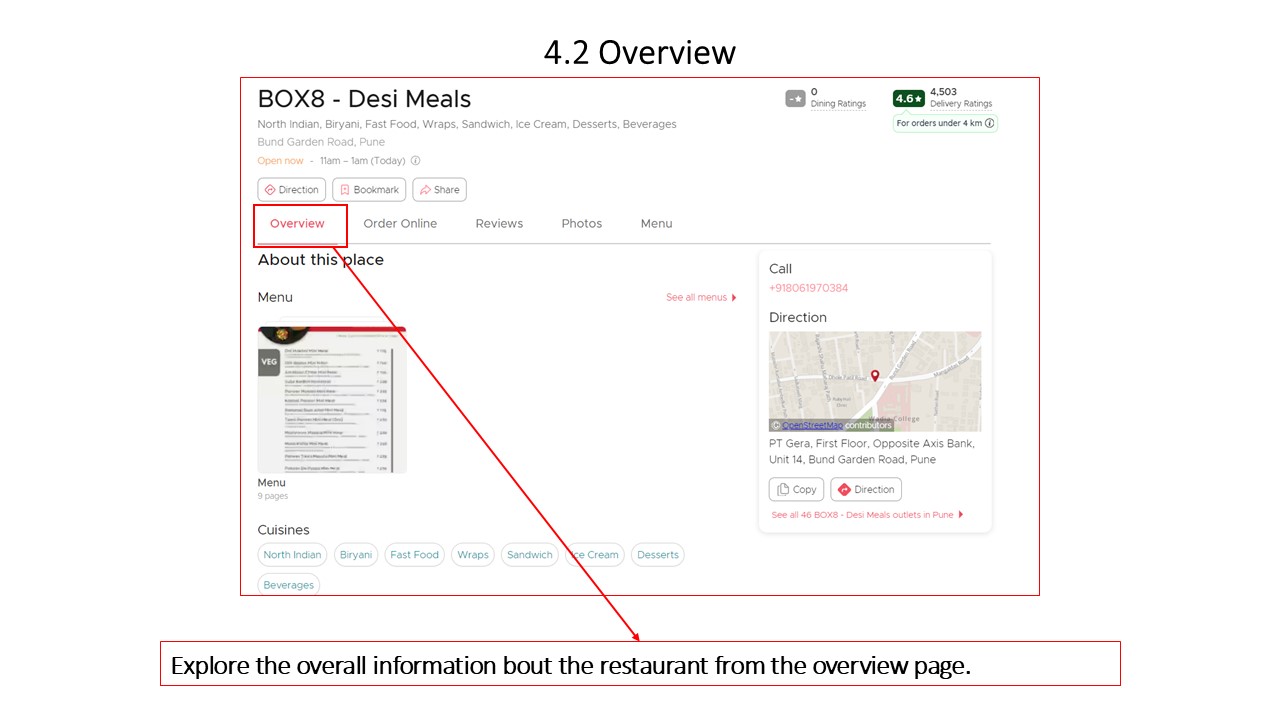 4.2 Overview
BOX8 - Desi Meals
North Indian, Biryani, Fast Food, Wraps, Sandwich, Ice Cream, Desserts, Beverages
Bund Garden Road, Pune
Open now - 11am – 1am (Today)
-★ 0 Dining Ratings
4.6★ 4,503 Delivery Ratings
For orders under 4 km
Direction Bookmark Share
Overview Order Online Reviews Photos Menu
About this place
Menu
See all menus
VEG
Menu
9 pages
Cuisines
North Indian Biryani Fast Food Wraps Sandwich Ice Cream Desserts
Beverages
Call
+918061970384
Direction
Wadia College
© OpenStreetMap contributors
PT Gera, First Floor, Opposite Axis Bank,
Unit 14, Bund Garden Road, Pune
Copy Direction
See all 46 BOX8 - Desi Meals outlets in Pune
Explore the overall information bout the restaurant from the overview page.